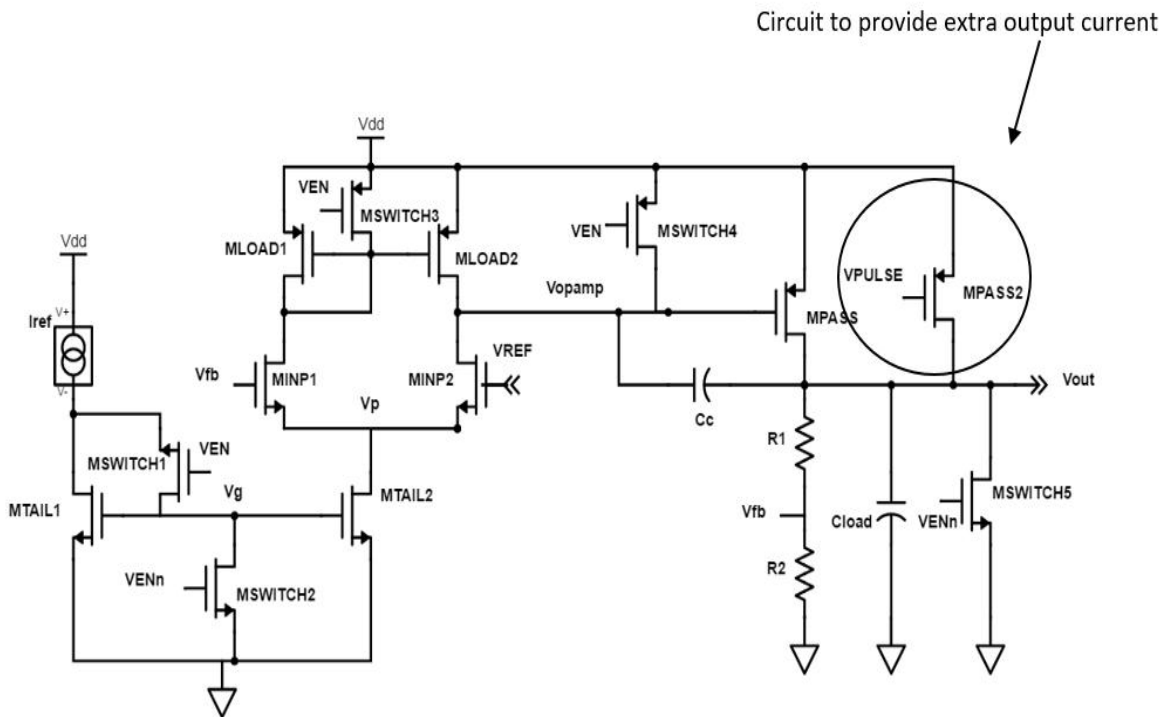 Circuit to provide extra output current
Vdd
VEN
MSWITCH3
MLOAD1
MLOAD2
VEN
MSWITCH4
VPULSE
MPASS2
Vdd
Vopamp
MPASS
V+
Iref
V-
Vfb
MINP1
MINP2
VREF
Vp
Cc
Vout
R1
MSWITCH1
VEN
Vg
MTAIL1
MTAIL2
Vfb
Cload
VENn
MSWITCH5
R2
VENn
MSWITCH2